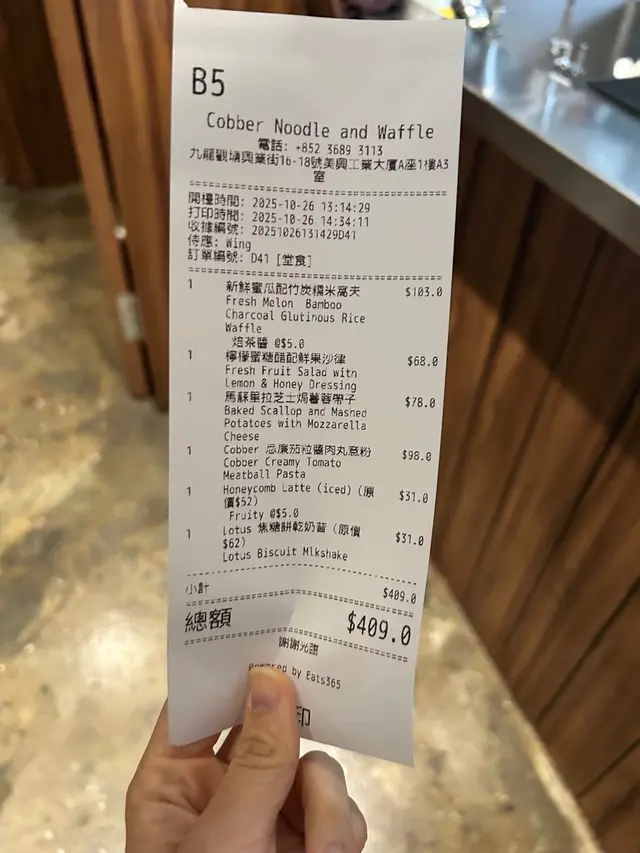 B5
Cobber Noodle and Waffle
電話: +852 3689 3113
九龍觀塘興業街16-18號美興工業大廈A座1樓A3
室
開檯時間: 2025-10-26 13:14:29
打印時間: 2025-10-26 14:34:11
收據編號: 20251026131429D41
侍應: Wing
訂單編號: D41 [堂食]
1 新鮮蜜瓜配竹炭糯米窩夫 $103.0
Fresh Melon Bamboo
Charcoal Glutinous Rice
Waffle
焙茶醬 @$5.0
1 檸檬蜜糖醋配鮮果沙律 $68.0
Fresh Fruit Salad with
Lemon & Honey Dressing
1 馬蘇里拉芝士焗薯蓉帶子 $78.0
Baked Scallop and Mashed
Potatoes with Mozzarella
Cheese
1 Cobber 忌廉茄粒醬肉丸意粉 $98.0
Cobber Creamy Tomato
Meatball Pasta
1 Honeycomb Latte (iced) (原 $31.0
價$52)
Fruity @$5.0
1 Lotus 焦糖餅乾奶昔 (原價 $31.0
$62)
Lotus Biscuit Mlkshake
小計 $409.0
總額 $409.0
謝謝光臨
Powered by Eats365
印